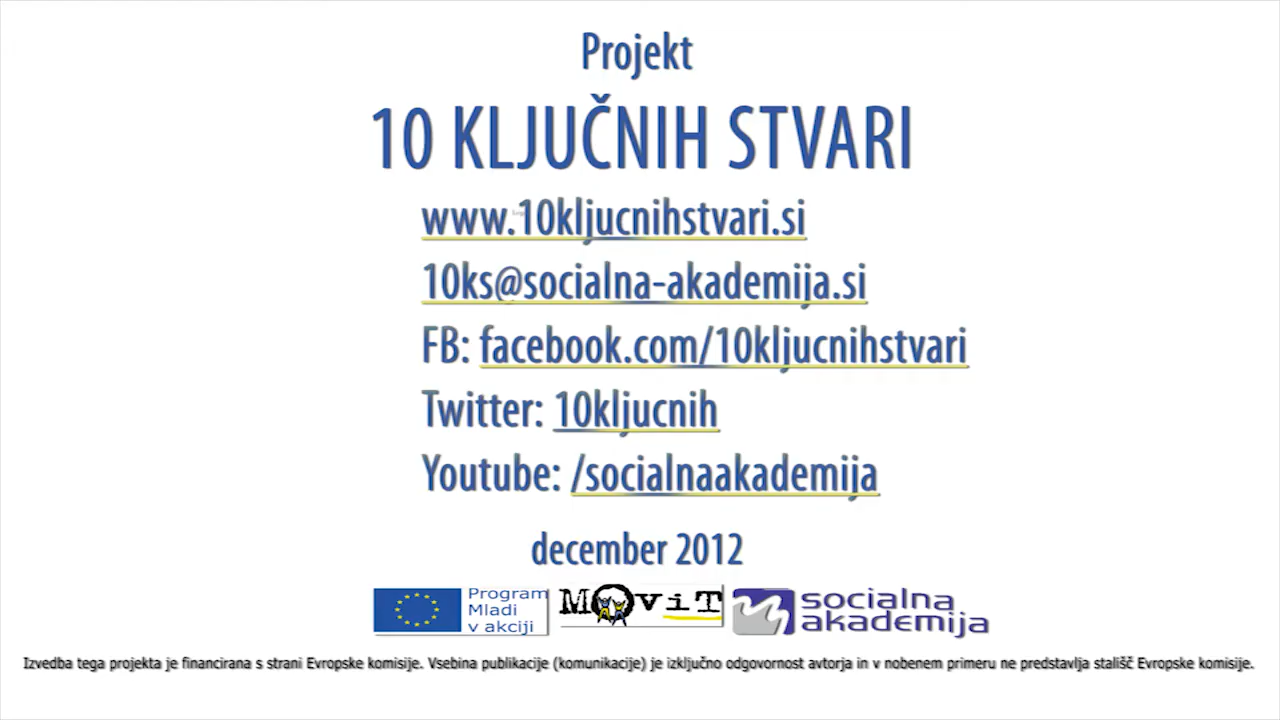 Projekt
10 KLJUČNIH STVARI
www.10kljucnihstvari.si
10ks@socialna-akademija.si
FB: facebook.com/10kljucnihstvari
Twitter: 10kljucnih
Youtube: /socialnaakademija
december 2012
Program
Mladi
v akciji
MOViT
socialna
akademija
Izvedba tega projekta je financirana s strani Evropske komisije. Vsebina publikacije (komunikacije) je izključno odgovornost avtorja in v nobenem primeru ne predstavlja stališč Evropske komisije.